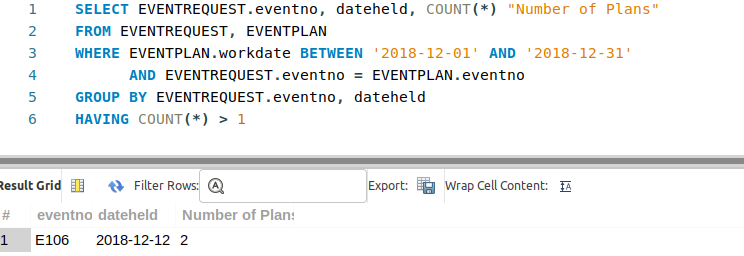 1 SELECT EVENTREQUEST.eventno, dateheld, COUNT(*) "Number of Plans"
2 FROM EVENTREQUEST, EVENTPLAN
3 WHERE EVENTPLAN.workdate BETWEEN '2018-12-01' AND '2018-12-31'
4 AND EVENTREQUEST.eventno = EVENTPLAN.eventno
5 GROUP BY EVENTREQUEST.eventno, dateheld
6 HAVING COUNT(*) > 1
Result Grid Filter Rows: Export: Wrap Cell Content:
# eventno dateheld Number of Plans
1 E106 2018-12-12 2